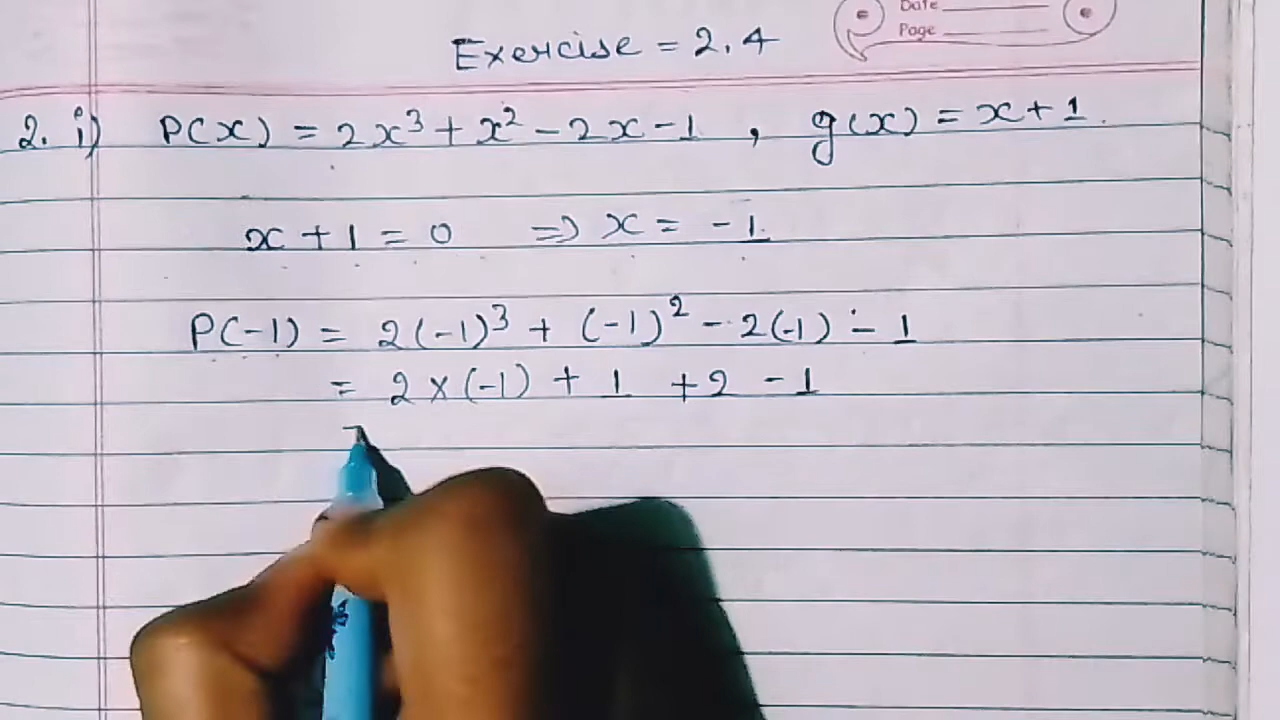 Date
Page
Exercise = 2.4
2. i) P(x) = 2x³ + x² - 2x - 1 , g(x) = x + 1.
x + 1 = 0 ⇒ x = -1.
P(-1) = 2(-1)³ + (-1)² - 2(-1) - 1
= 2 × (-1) + 1 + 2 - 1